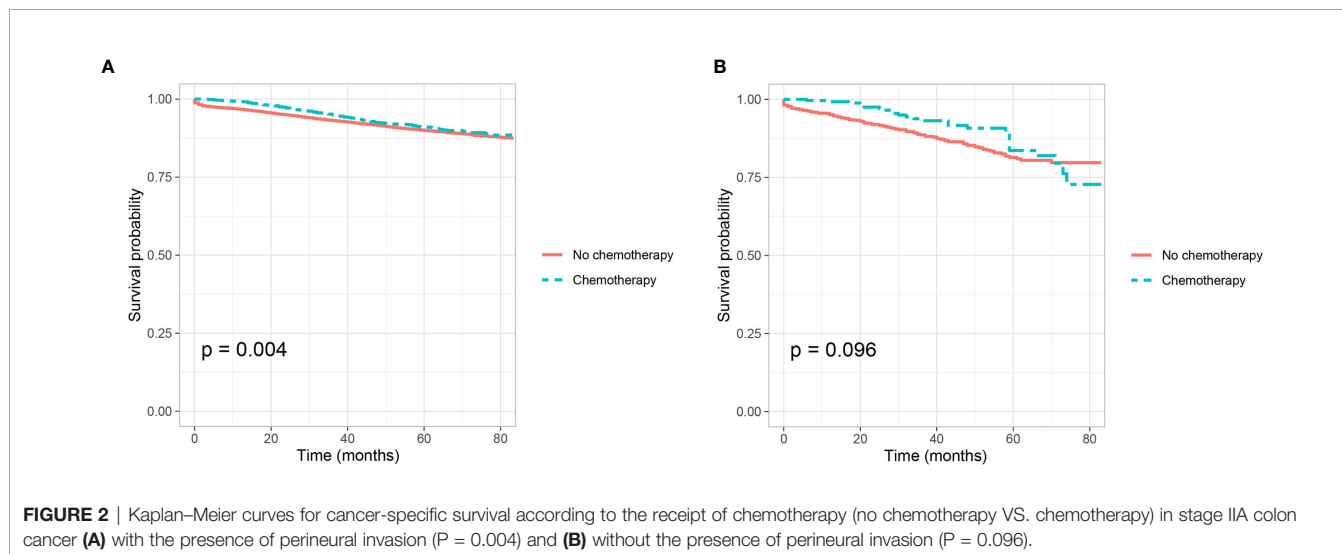 A
B
1.00
0.75
0.50
0.25
0.00
Survival probability
p = 0.004
0 20 40 60 80
Time (months)
No chemotherapy
Chemotherapy
1.00
0.75
0.50
0.25
0.00
Survival probability
p = 0.096
0 20 40 60 80
Time (months)
No chemotherapy
Chemotherapy
FIGURE 2 | Kaplan–Meier curves for cancer-specific survival according to the receipt of chemotherapy (no chemotherapy VS. chemotherapy) in stage IIA colon
cancer (A) with the presence of perineural invasion (P = 0.004) and (B) without the presence of perineural invasion (P = 0.096).